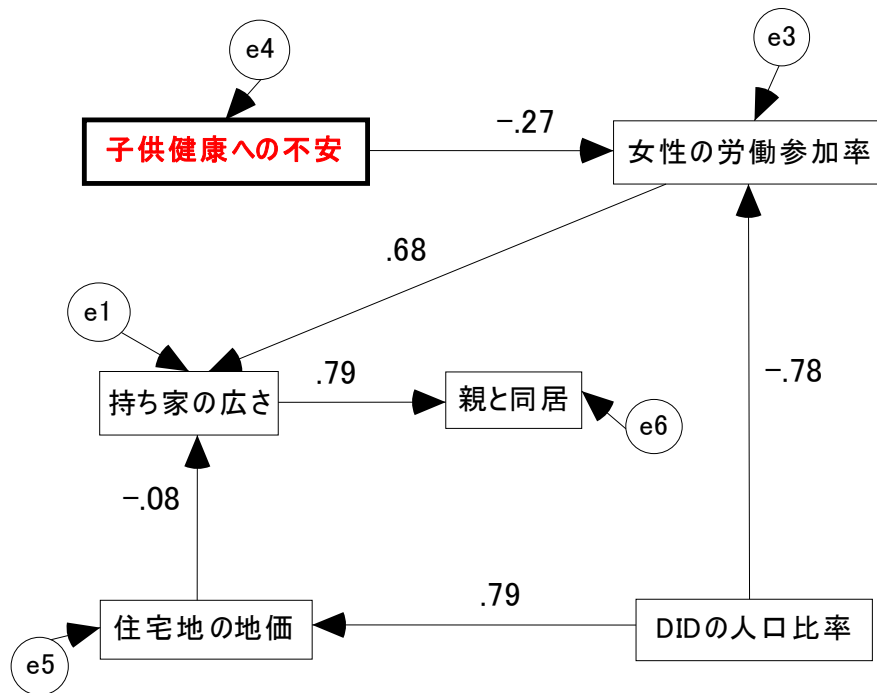 e4
e3
子供健康への不安
-.27
女性の労働参加率
.68
e1
.79
-.78
持ち家の広さ
親と同居
e6
-.08
.79
住宅地の地価
DIDの人口比率
e5